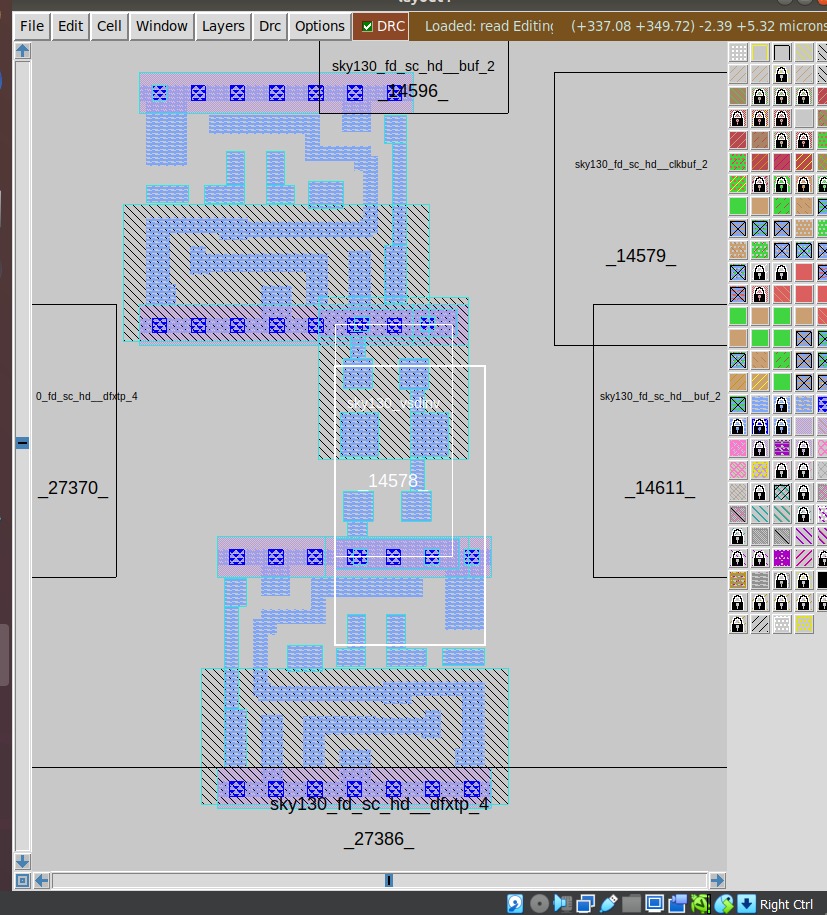 File Edit Cell Window Layers Drc Options DRC Loaded: read Editing (+337.08 +349.72) -2.39 +5.32 microns
sky130_fd_sc_hd__buf_2
_14596_
sky130_fd_sc_hd__clkbuf_2
_14579_
0_fd_sc_hd__dfxtp_4
sky130_vsdinv
sky130_fd_sc_hd__buf_2
_27370_
_14578_
_14611_
sky130_fd_sc_hd__dfxtp_4
_27386_
Right Ctrl